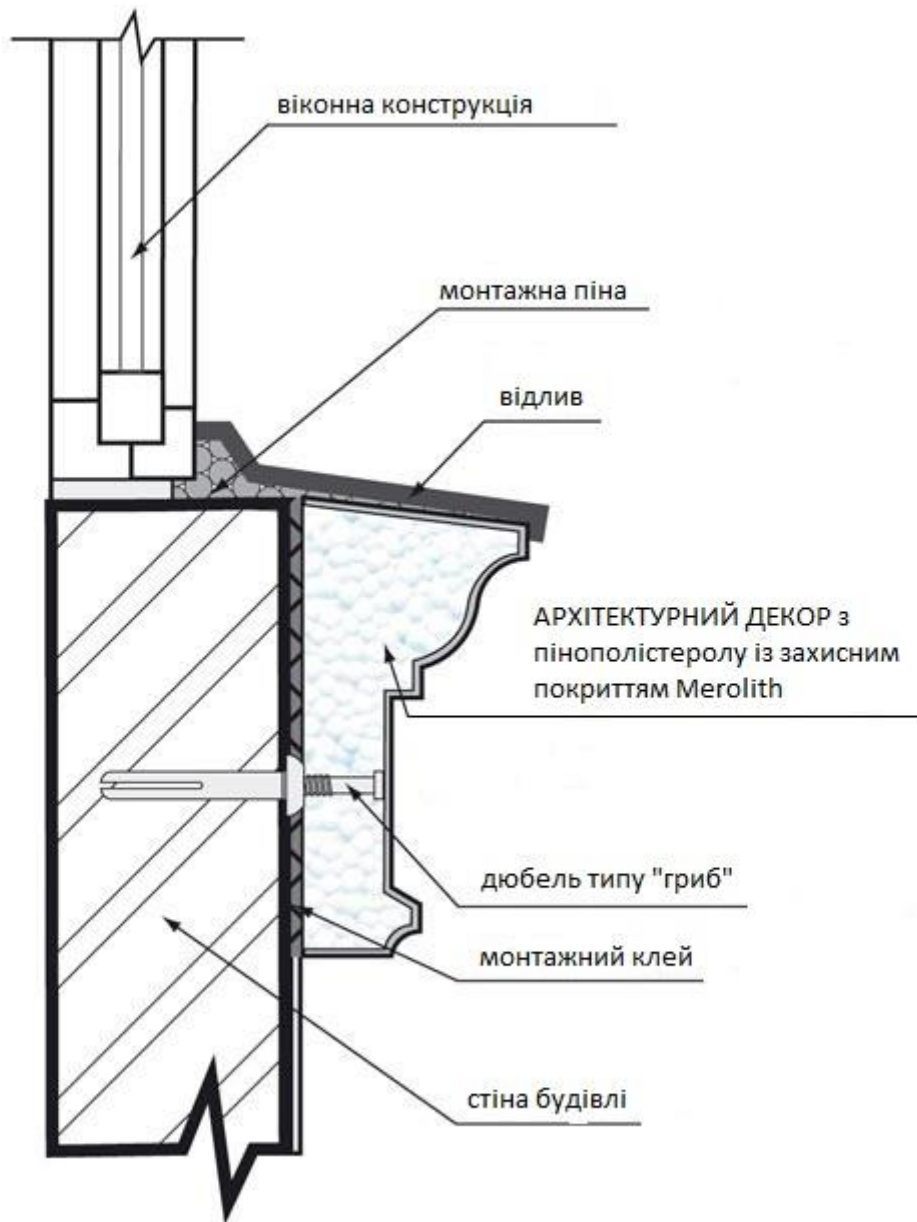 віконна конструкція
монтажна піна
відлив
АРХІТЕКТУРНИЙ ДЕКОР з
пінополістеролу із захисним
покриттям Merolith
дюбель типу "гриб"
монтажний клей
стіна будівлі